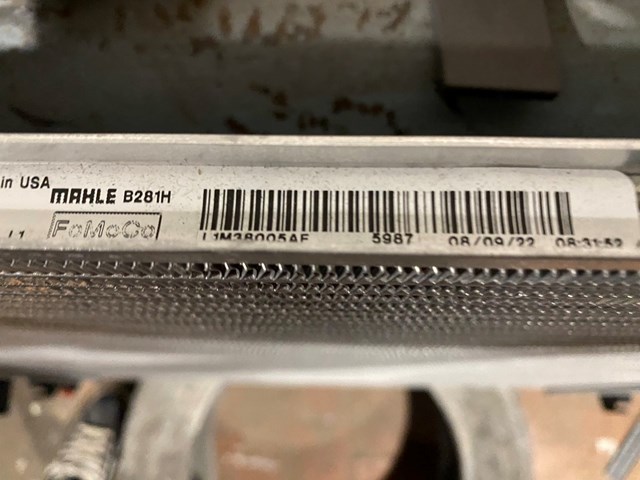 in USA
MAHLE B281H
FoMoCo
L1M38005AE 5987 08/09/22 08:31:52